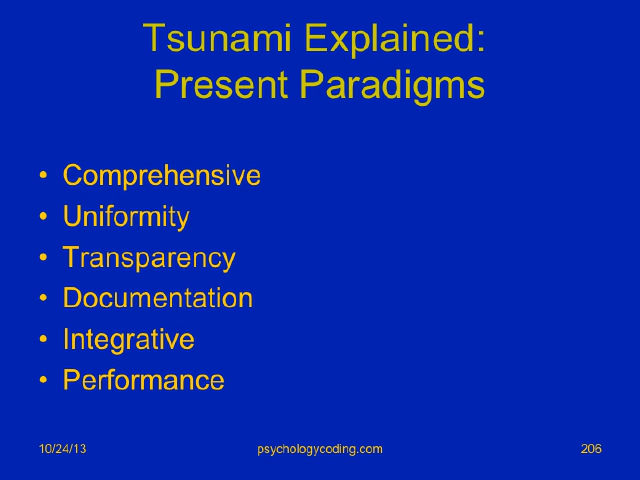 Tsunami Explained:
Present Paradigms
• Comprehensive
• Uniformity
• Transparency
• Documentation
• Integrative
• Performance
10/24/13
psychologycoding.com
206